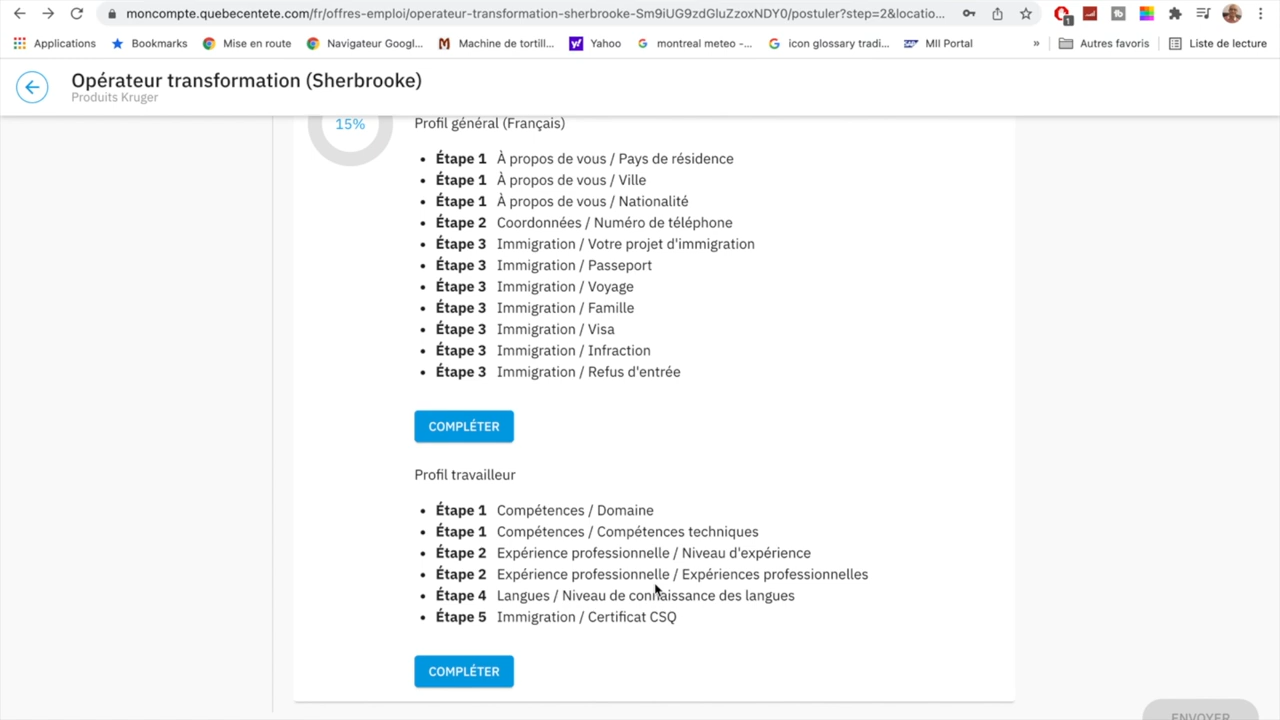 moncompte.quebecentete.com/fr/offres-emploi/operateur-transformation-sherbrooke-Sm9iUG9zdGluZzoxNDY0/postuler?step=2&locatio...
1
Applications
Bookmarks
Mise en route
Navigateur Googl...
Machine de tortill...
Yahoo
montreal meteo -...
icon glossary tradi...
MII Portal
»
Autres favoris
Liste de lecture
Opérateur transformation (Sherbrooke)
Produits Kruger
15%
Profil général (Français)
• Étape 1 À propos de vous / Pays de résidence
• Étape 1 À propos de vous / Ville
• Étape 1 À propos de vous / Nationalité
• Étape 2 Coordonnées / Numéro de téléphone
• Étape 3 Immigration / Votre projet d'immigration
• Étape 3 Immigration / Passeport
• Étape 3 Immigration / Voyage
• Étape 3 Immigration / Famille
• Étape 3 Immigration / Visa
• Étape 3 Immigration / Infraction
• Étape 3 Immigration / Refus d'entrée
COMPLÉTER
Profil travailleur
• Étape 1 Compétences / Domaine
• Étape 1 Compétences / Compétences techniques
• Étape 2 Expérience professionnelle / Niveau d'expérience
• Étape 2 Expérience professionnelle / Expériences professionnelles
• Étape 4 Langues / Niveau de connaissance des langues
• Étape 5 Immigration / Certificat CSQ
COMPLÉTER
ENVOYER